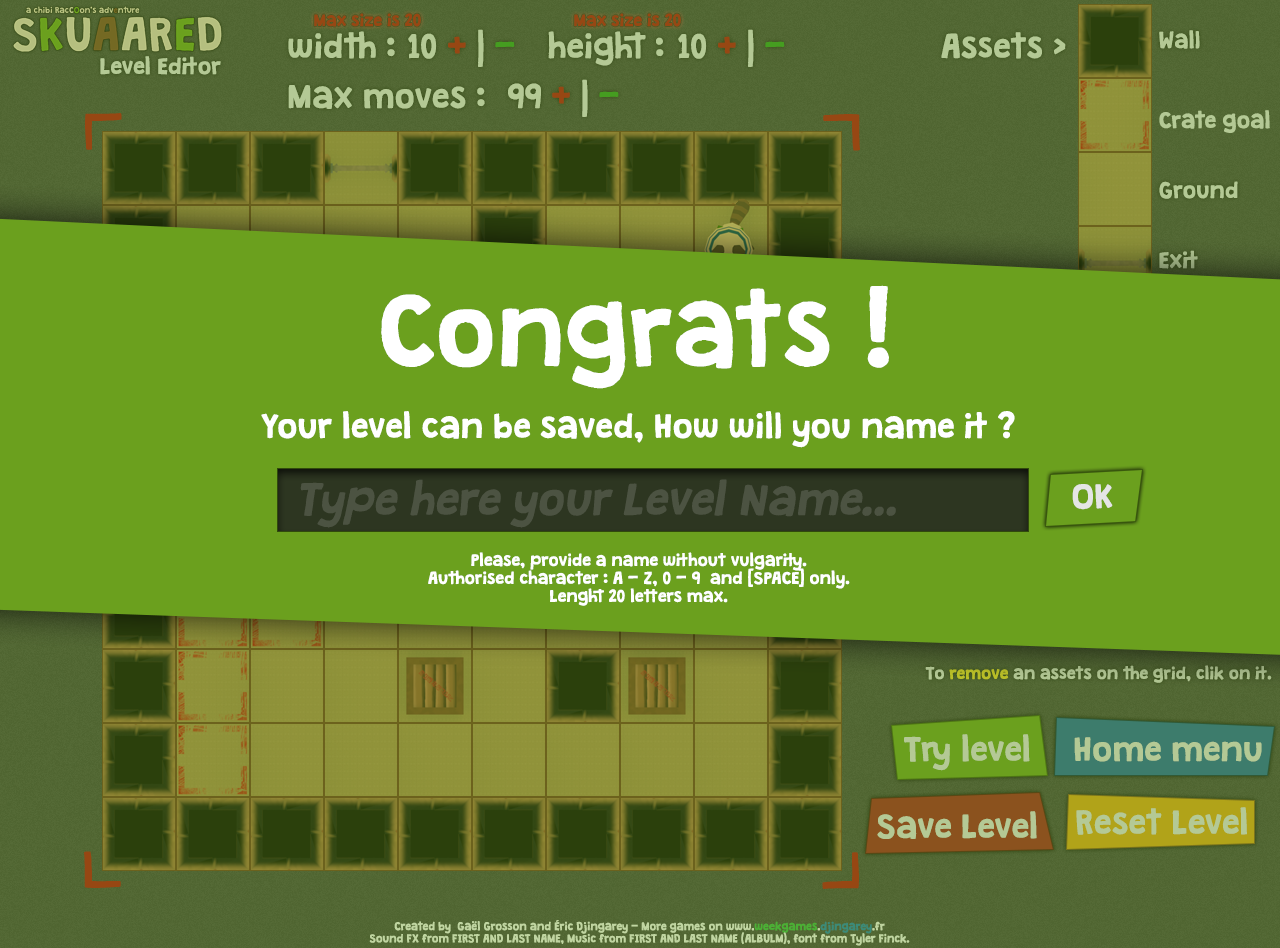 a chibi RacCOon's adventure
SKUAARED
Level Editor
Max size is 20
width : 10 + | -
Max size is 20
height : 10 + | -
Max moves : 99 + | -
Assets >
Wall
Crate goal
Ground
Exit
Congrats !
Your level can be saved, How will you name it ?
Type here your Level Name...
OK
Please, provide a name without vulgarity.
Authorised character : A - Z, 0 - 9 and [SPACE] only.
Lenght 20 letters max.
To remove an assets on the grid, clik on it.
Try level
Home menu
Save Level
Reset Level
Created by Gaël Grosson and Éric Djingarey - More games on www.weekgames.djingarey.fr
Sound FX from FIRST AND LAST NAME, Music from FIRST AND LAST NAME (ALBULM), font from Tyler Finck.